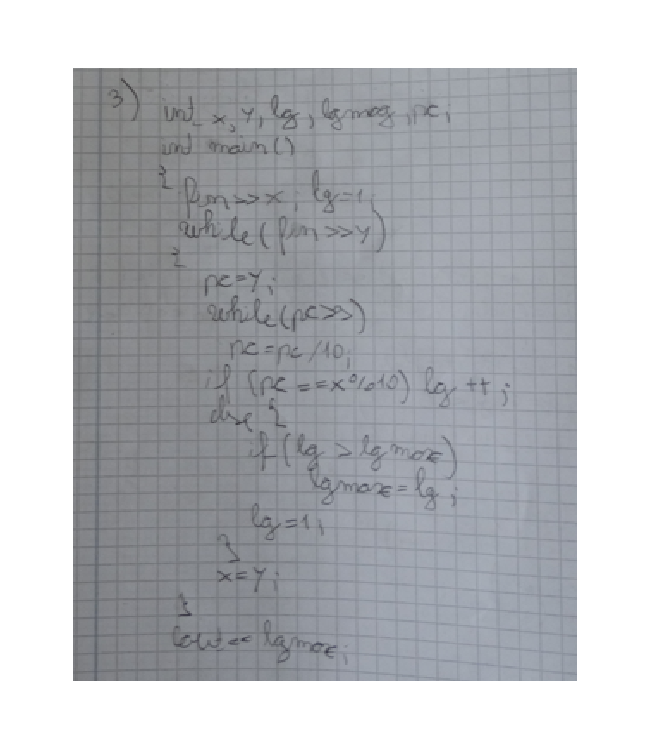 3) int x, y, lg, lgmax, pc;
int main()
{
fin>>x; lg=1;
while(fin>>y)
{
pc=y;
while(pc>9)
pc=pc/10;
if (pc==x%10) lg++;
else {
if (lg > lgmax)
lgmax=lg;
lg=1;
}
x=y;
}
cout<<lgmax;